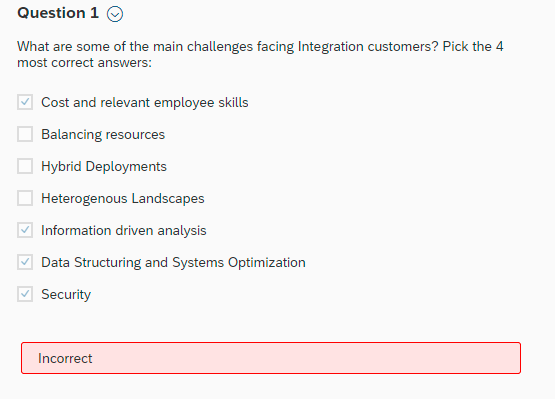 Question 1
What are some of the main challenges facing Integration customers? Pick the 4
most correct answers:
Cost and relevant employee skills
Balancing resources
Hybrid Deployments
Heterogenous Landscapes
Information driven analysis
Data Structuring and Systems Optimization
Security
Incorrect